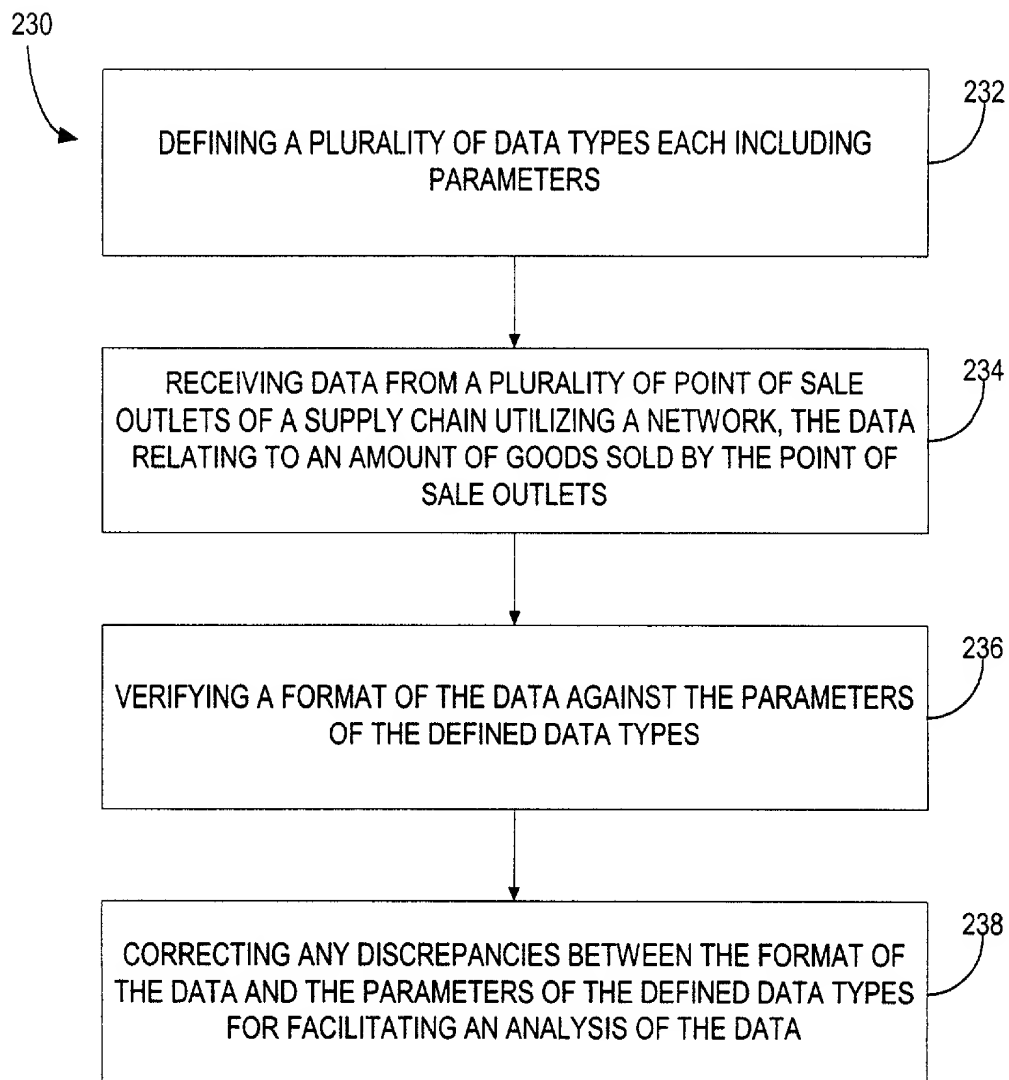 230
232
DEFINING A PLURALITY OF DATA TYPES EACH INCLUDING
PARAMETERS
234
RECEIVING DATA FROM A PLURALITY OF POINT OF SALE
OUTLETS OF A SUPPLY CHAIN UTILIZING A NETWORK, THE DATA
RELATING TO AN AMOUNT OF GOODS SOLD BY THE POINT OF
SALE OUTLETS
236
VERIFYING A FORMAT OF THE DATA AGAINST THE PARAMETERS
OF THE DEFINED DATA TYPES
238
CORRECTING ANY DISCREPANCIES BETWEEN THE FORMAT OF
THE DATA AND THE PARAMETERS OF THE DEFINED DATA TYPES
FOR FACILITATING AN ANALYSIS OF THE DATA